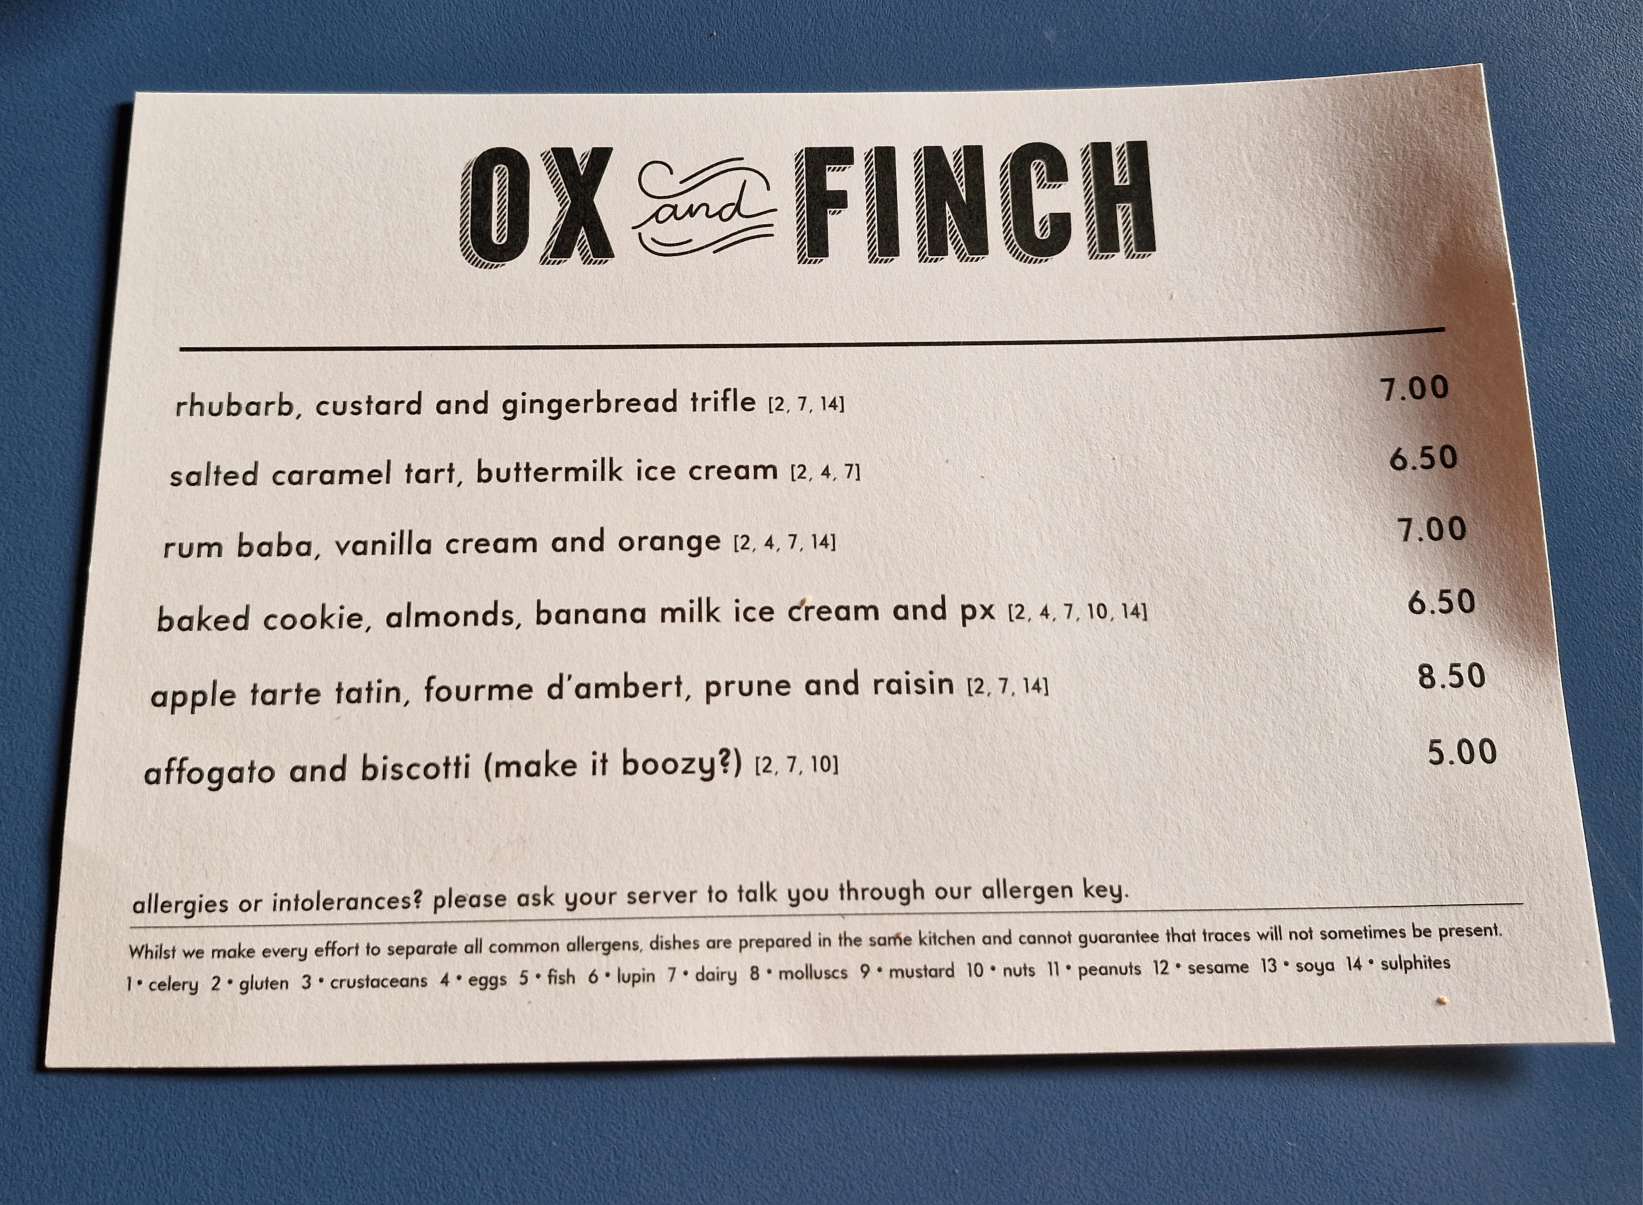 OX and FINCH
rhubarb, custard and gingerbread trifle [2, 7, 14] 7.00
salted caramel tart, buttermilk ice cream [2, 4, 7] 6.50
rum baba, vanilla cream and orange [2, 4, 7, 14] 7.00
baked cookie, almonds, banana milk ice cream and px [2, 4, 7, 10, 14] 6.50
apple tarte tatin, fourme d'ambert, prune and raisin [2, 7, 14] 8.50
affogato and biscotti (make it boozy?) [2, 7, 10] 5.00
allergies or intolerances? please ask your server to talk you through our allergen key.
Whilst we make every effort to separate all common allergens, dishes are prepared in the same kitchen and cannot guarantee that traces will not sometimes be present.
1 • celery 2 • gluten 3 • crustaceans 4 • eggs 5 • fish 6 • lupin 7 • dairy 8 • molluscs 9 • mustard 10 • nuts 11 • peanuts 12 • sesame 13 • soya 14 • sulphites